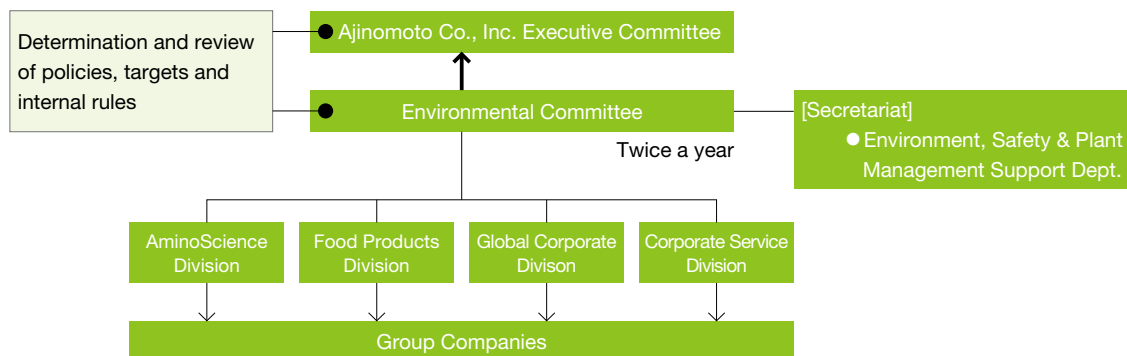 Determination and review
of policies, targets and
internal rules
Ajinomoto Co., Inc. Executive Committee
Environmental Committee
Twice a year
[Secretariat]
Environment, Safety & Plant
Management Support Dept.
AminoScience
Division
Food Products
Division
Global Corporate
Divison
Corporate Service
Division
Group Companies